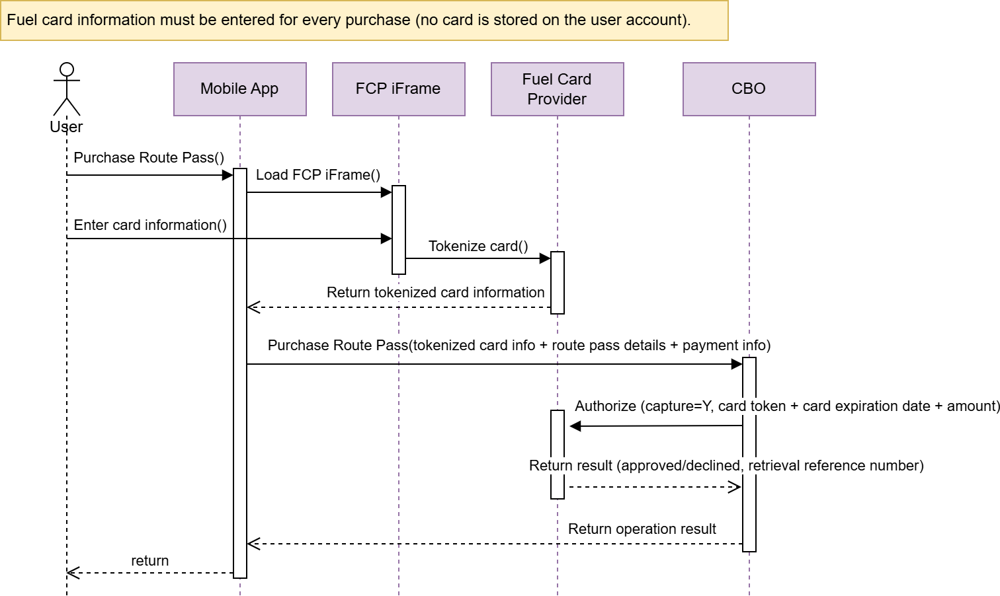 Fuel card information must be entered for every purchase (no card is stored on the user account).
Mobile App
FCP iFrame
Fuel Card
Provider
CBO
User
Purchase Route Pass()
Load FCP iFrame()
Enter card information()
Tokenize card()
Return tokenized card information
Purchase Route Pass(tokenized card info + route pass details + payment info)
Authorize (capture=Y, card token + card expiration date + amount)
Return result (approved/declined, retrieval reference number)
Return operation result
return